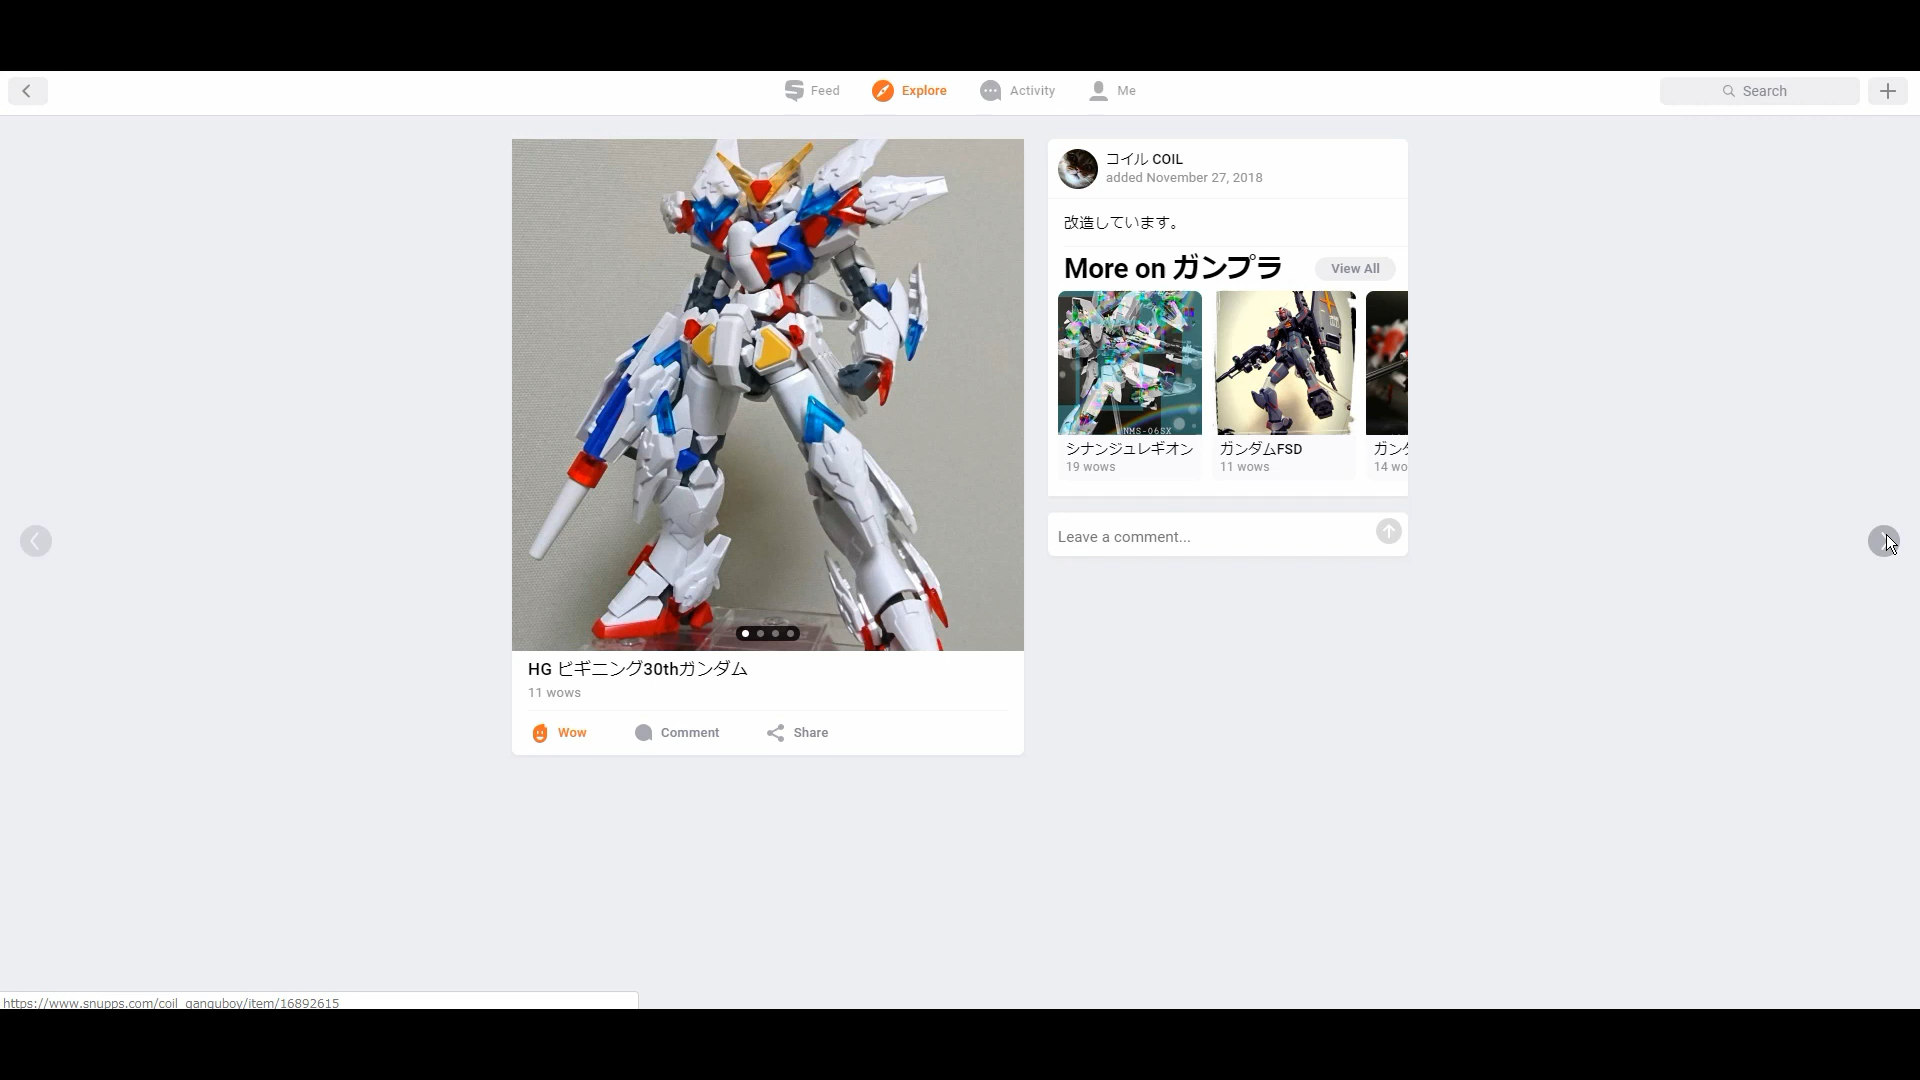 Feed
Explore
Activity
Me
Search
コイル COIL
added November 27, 2018
改造しています。
More on ガンプラ
View All
NMS-06SX
シナンジュレギオン
19 wows
ガンダムFSD
11 wows
14 wo
Leave a comment...
HG ビギニング30thガンダム
11 wows
Wow
Comment
Share
https://www.snupps.com/coil_ganguboy/item/16892615